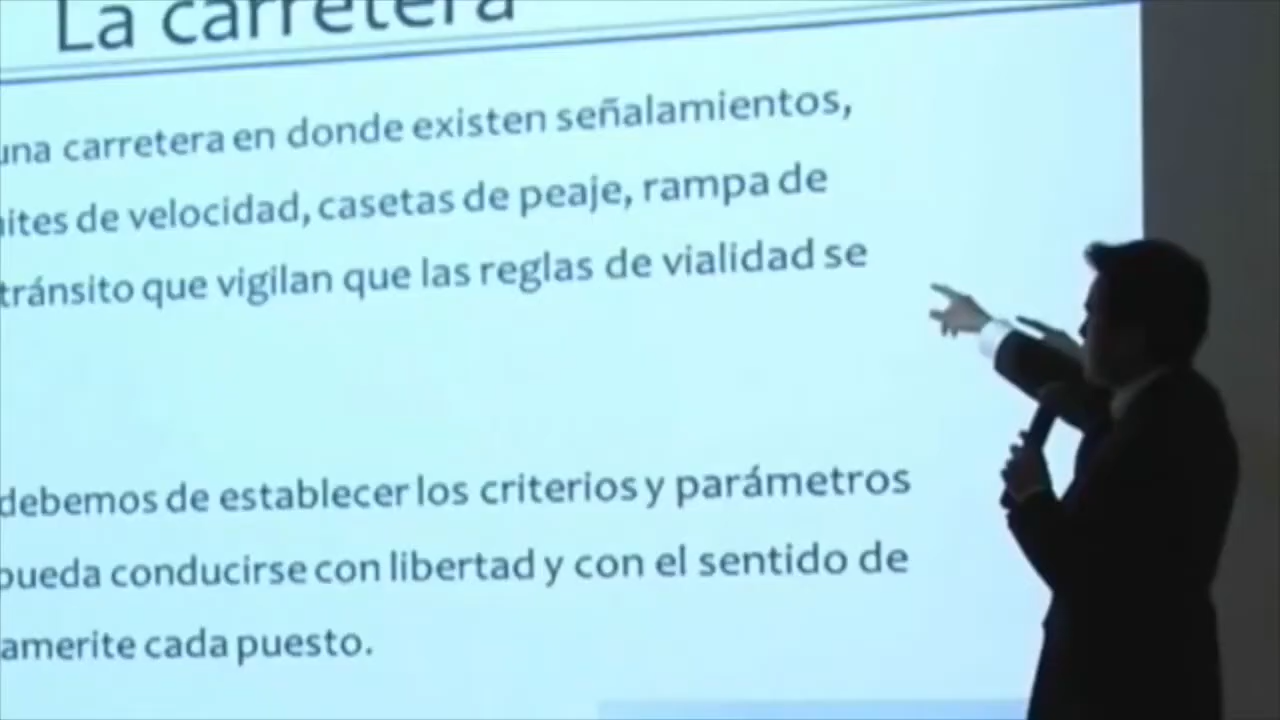 La carretera
una carretera en donde existen señalamientos,
de velocidad, casetas de peaje, rampa de
tránsito que vigilan que las reglas de vialidad se
debemos de establecer los criterios y parámetros
pueda conducirse con libertad y con el sentido de
amerite cada puesto.